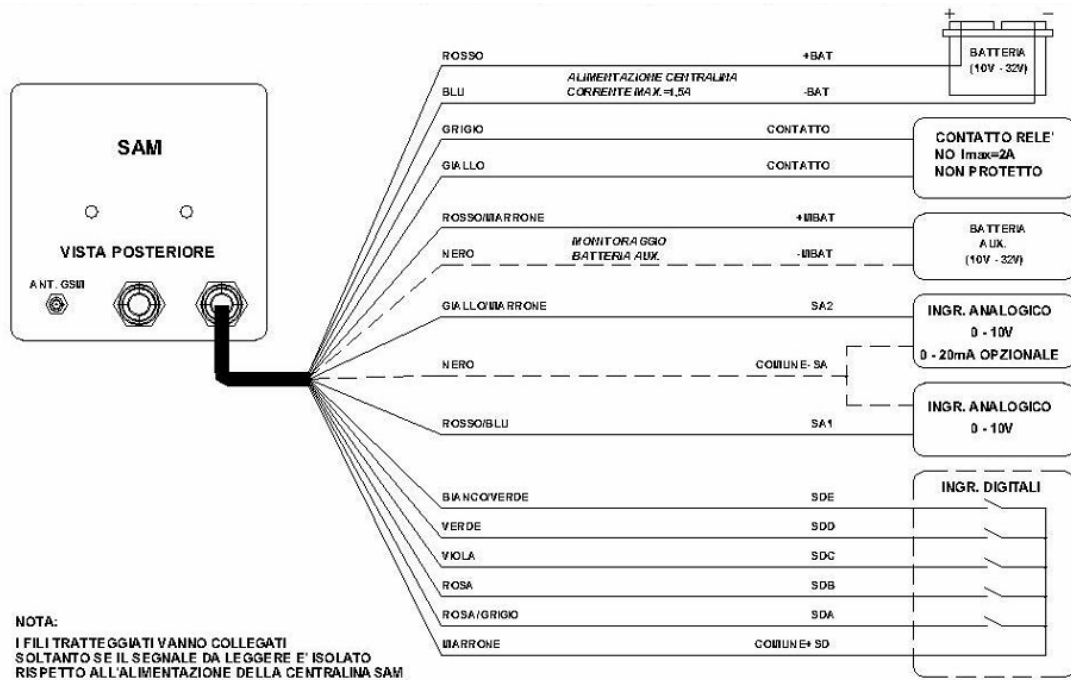 ROSSO +BAT
ALIMENTAZIONE CENTRALINA
CORRENTE MAX.=1,5A
BLU -BAT
+ -
BATTERIA
(10V - 32V)
GRIGIO CONTATTO
GIALLO CONTATTO
CONTATTO RELE'
NO Imax=2A
NON PROTETTO
SAM
VISTA POSTERIORE
ANT. GSM
ROSSO/MARRONE +MBAT
MONITORAGGIO
BATTERIA AUX.
NERO -MBAT
BATTERIA
AUX.
(10V - 32V)
GIALLO/MARRONE SA2
INGR. ANALOGICO
0 - 10V
0 - 20mA OPZIONALE
NERO COMUNE- SA
ROSSO/BLU SA1
INGR. ANALOGICO
0 - 10V
INGR. DIGITALI
BIANCO/VERDE SDE
VERDE SDD
VIOLA SDC
ROSA SDB
ROSA/GRIGIO SDA
MARRONE COMUNE+ SD
NOTA:
I FILI TRATTEGGIATI VANNO COLLEGATI
SOLTANTO SE IL SEGNALE DA LEGGERE E' ISOLATO
RISPETTO ALL'ALIMENTAZIONE DELLA CENTRALINA SAM